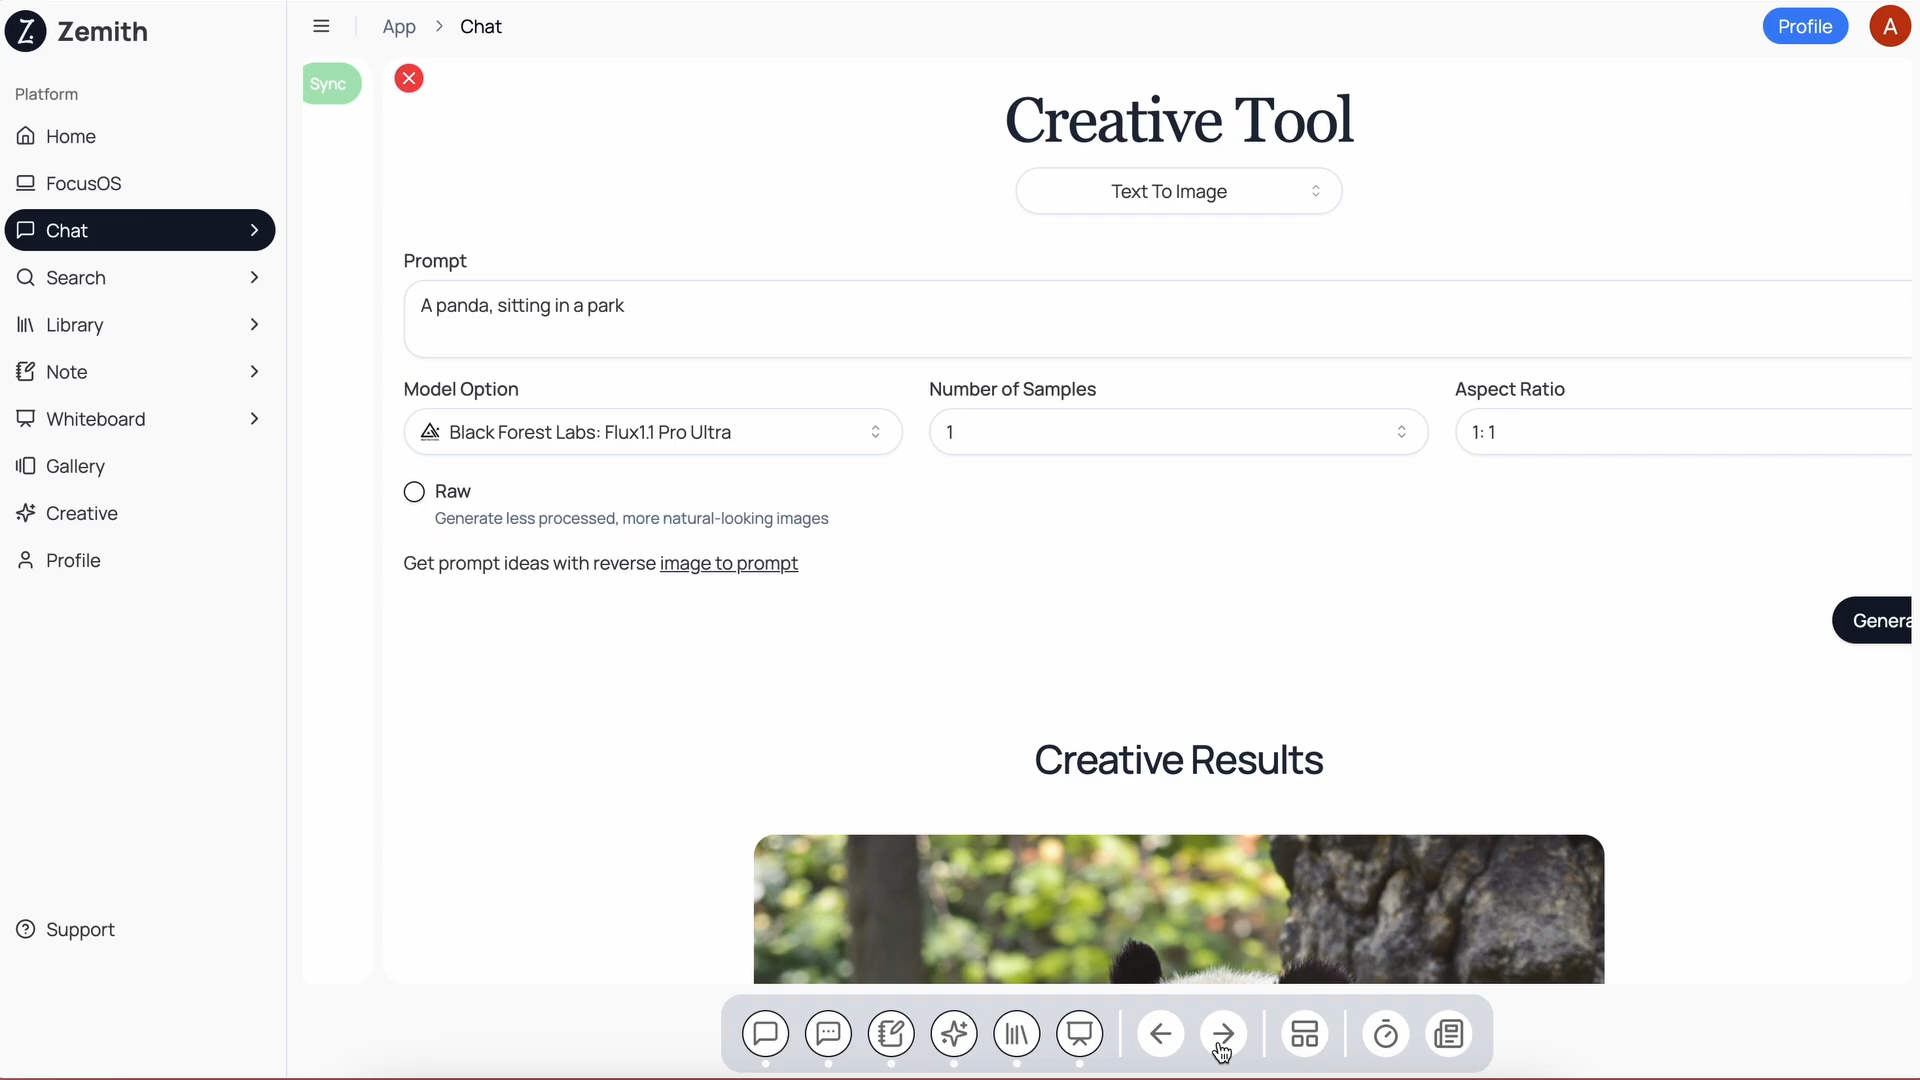 Zemith
App > Chat
Profile
A
Platform
Home
FocusOS
Chat
Search
Library
Note
Whiteboard
Gallery
Creative
Profile
Support
Sync
Creative Tool
Text To Image
Prompt
A panda, sitting in a park
Model Option
Number of Samples
Aspect Ratio
Black Forest Labs: Flux1.1 Pro Ultra
1
1: 1
Raw
Generate less processed, more natural-looking images
Get prompt ideas with reverse image to prompt
Genera
Creative Results